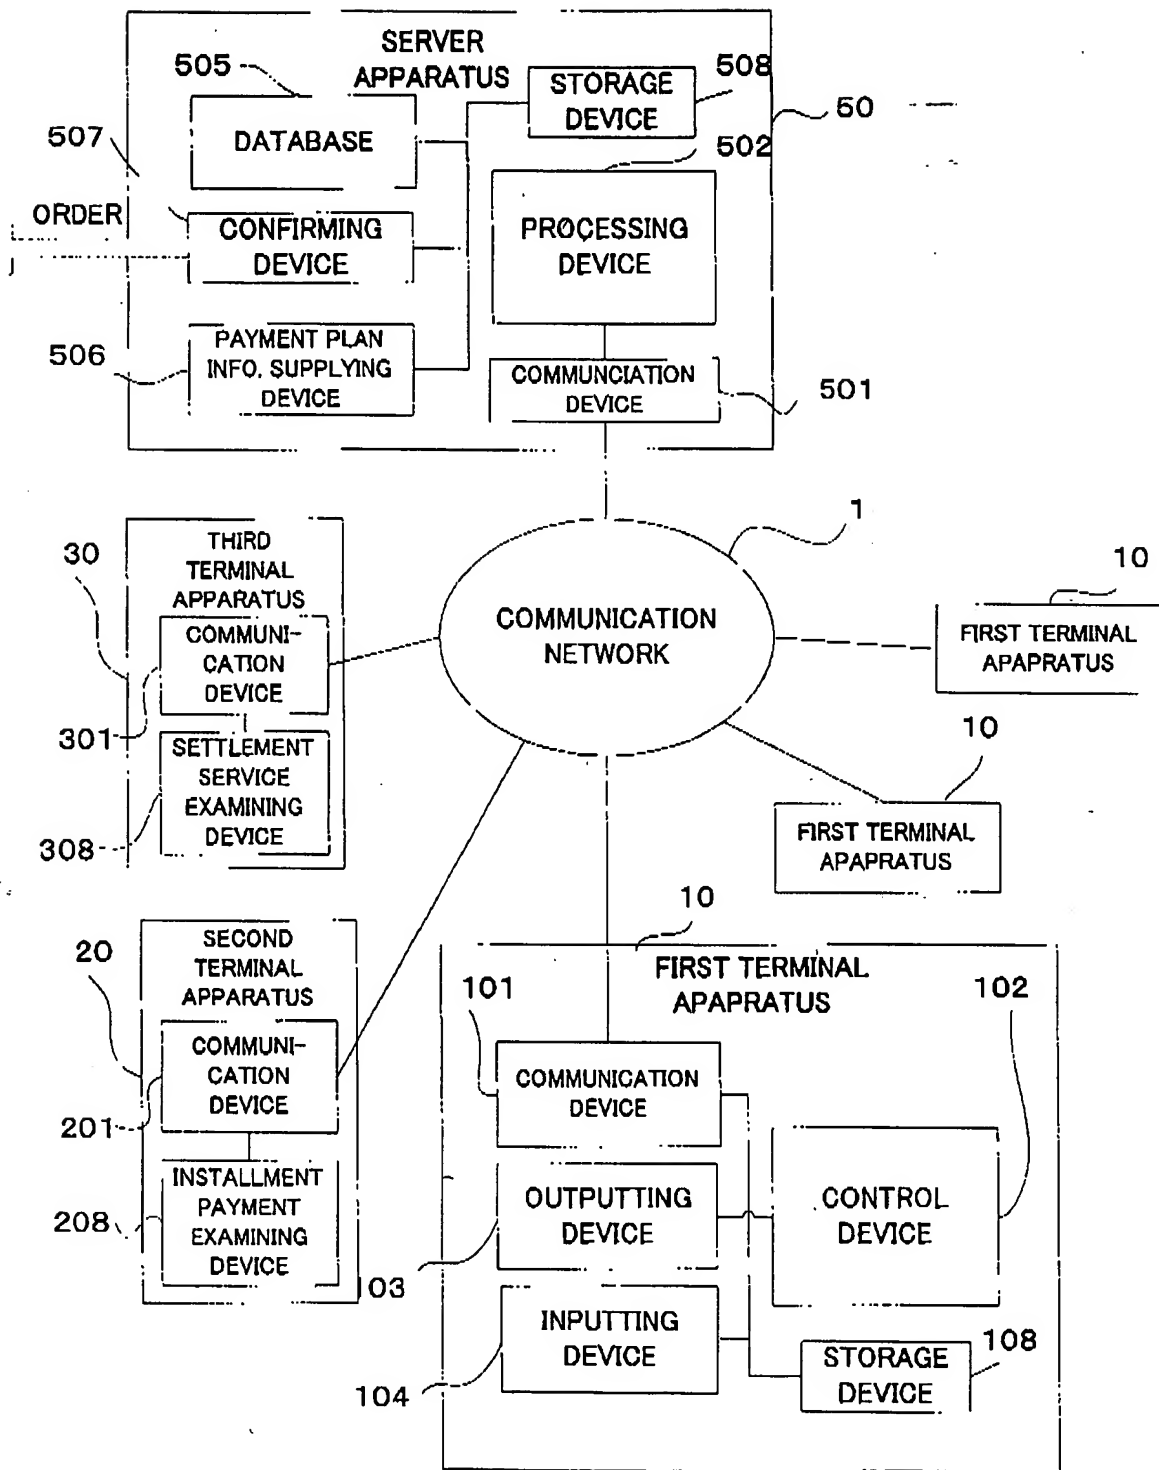 SERVER
APPARATUS
505
STORAGE
DEVICE
508
50
507
DATABASE
502
ORDER
CONFIRMING
DEVICE
PROCESSING
DEVICE
506
PAYMENT PLAN
INFO. SUPPLYING
DEVICE
COMMUNCIATION
DEVICE
501
1
30
THIRD
TERMINAL
APPARATUS
COMMUNI-
CATION
DEVICE
301
SETTLEMENT
SERVICE
EXAMINING
DEVICE
308
COMMUNICATION
NETWORK
10
FIRST TERMINAL
APAPRATUS
10
FIRST TERMINAL
APAPRATUS
20
SECOND
TERMINAL
APPARATUS
COMMUNI-
CATION
DEVICE
201
INSTALLMENT
PAYMENT
EXAMINING
DEVICE
208
10
FIRST TERMINAL
APAPRATUS
101
102
COMMUNICATION
DEVICE
OUTPUTTING
DEVICE
CONTROL
DEVICE
103
INPUTTING
DEVICE
104
STORAGE
DEVICE
108